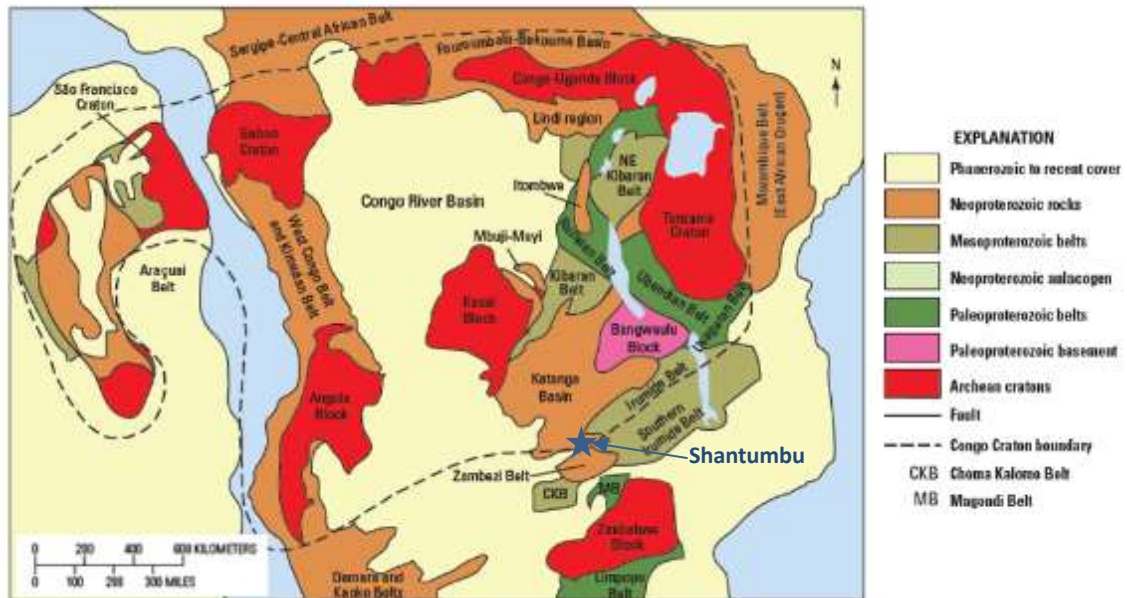 Sergipe-Central African Belt
Fouroumbala-Bakouma Basin
N
Congo-Uganda Block
São Francisco
Craton
Gabon
Craton
Lindi region
NE
Kibaran
Belt
Itombwe
Mozambique Belt
(East African Orogen)
Congo River Basin
Tanzania
Craton
Mbuji-Mayi
West Congo Belt
and Kimezian Belt
Rusizian Belt
Araçuai
Belt
Kibaran
Belt
Ubendian Belt
Kasai
Block
Bangweulu
Block
Katanga
Basin
Angola
Block
Irumide Belt
Southern
Irumide Belt
Shantumbu
Zambezi Belt
CKB
MB
Zimbabwe
Block
Limpopo
Belt
Damara and
Kaoko Belts
0 200 400 600 KILOMETERS
0 100 200 300 MILES
EXPLANATION
Phanerozoic to recent cover
Neoproterozoic rocks
Mesoproterozoic belts
Neoproterozoic aulacogen
Paleoproterozoic belts
Paleoproterozoic basement
Archean cratons
Fault
Congo Craton boundary
CKB Choma Kalomo Belt
MB Magondi Belt